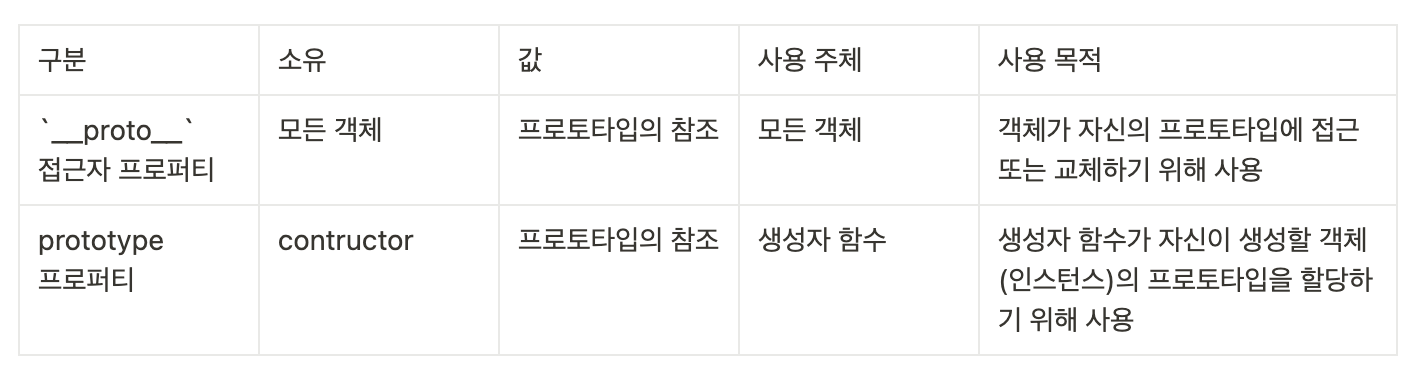 구분 소유 값 사용 주체 사용 목적
`__proto__` 모든 객체 프로토타입의 참조 모든 객체 객체가 자신의 프로토타입에 접근
접근자 프로퍼티 또는 교체하기 위해 사용
prototype contructor 프로토타입의 참조 생성자 함수 생성자 함수가 자신이 생성할 객체
프로퍼티 (인스턴스)의 프로토타입을 할당하
기 위해 사용